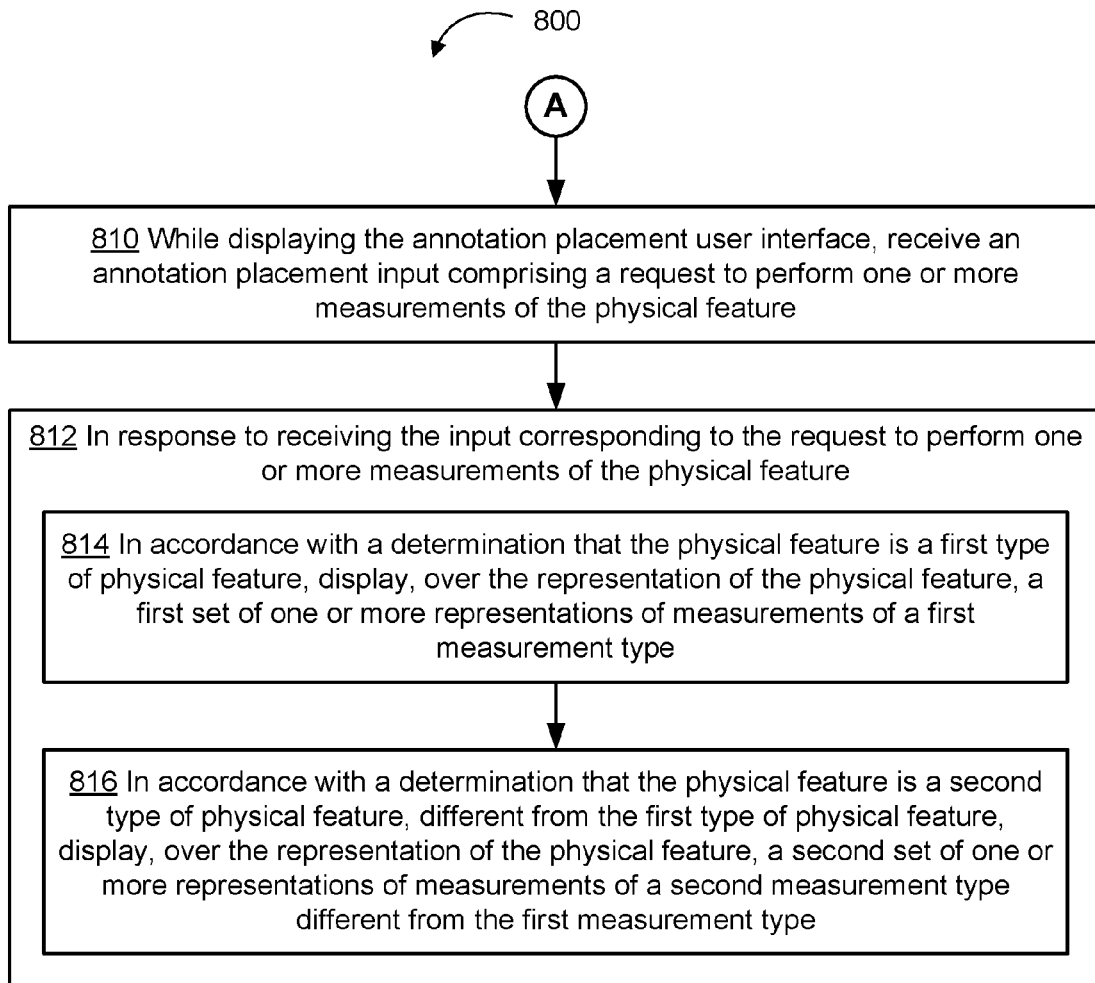 800
A
810 While displaying the annotation placement user interface, receive an
annotation placement input comprising a request to perform one or more
measurements of the physical feature
812 In response to receiving the input corresponding to the request to perform one
or more measurements of the physical feature
814 In accordance with a determination that the physical feature is a first type
of physical feature, display, over the representation of the physical feature, a
first set of one or more representations of measurements of a first
measurement type
816 In accordance with a determination that the physical feature is a second
type of physical feature, different from the first type of physical feature,
display, over the representation of the physical feature, a second set of one or
more representations of measurements of a second measurement type
different from the first measurement type